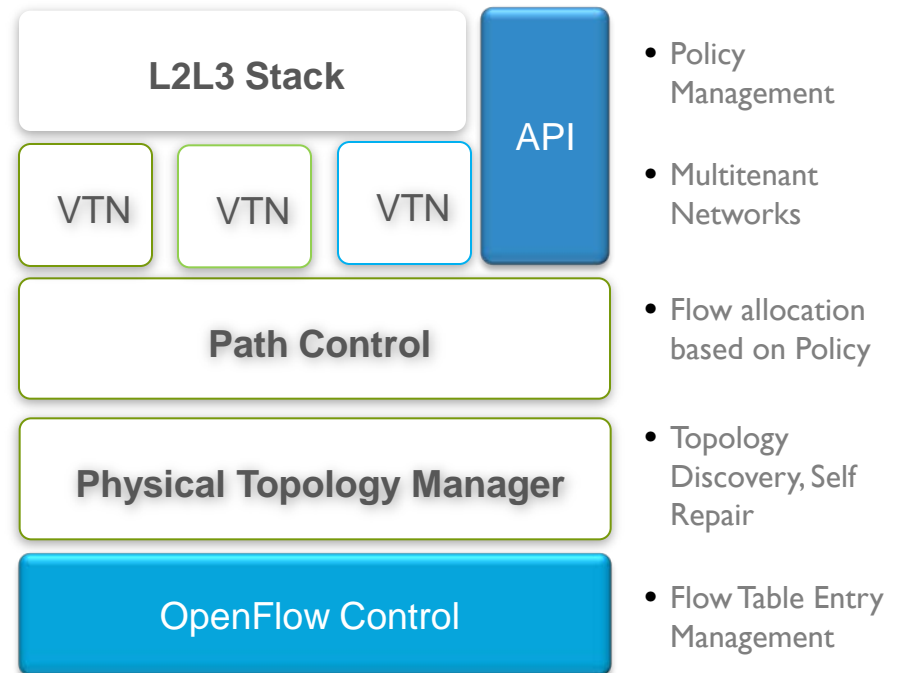 L2L3 Stack
API
VTN
VTN
VTN
Path Control
Physical Topology Manager
OpenFlow Control
• Policy
Management
• Multitenant
Networks
• Flow allocation
based on Policy
• Topology
Discovery, Self
Repair
• Flow Table Entry
Management